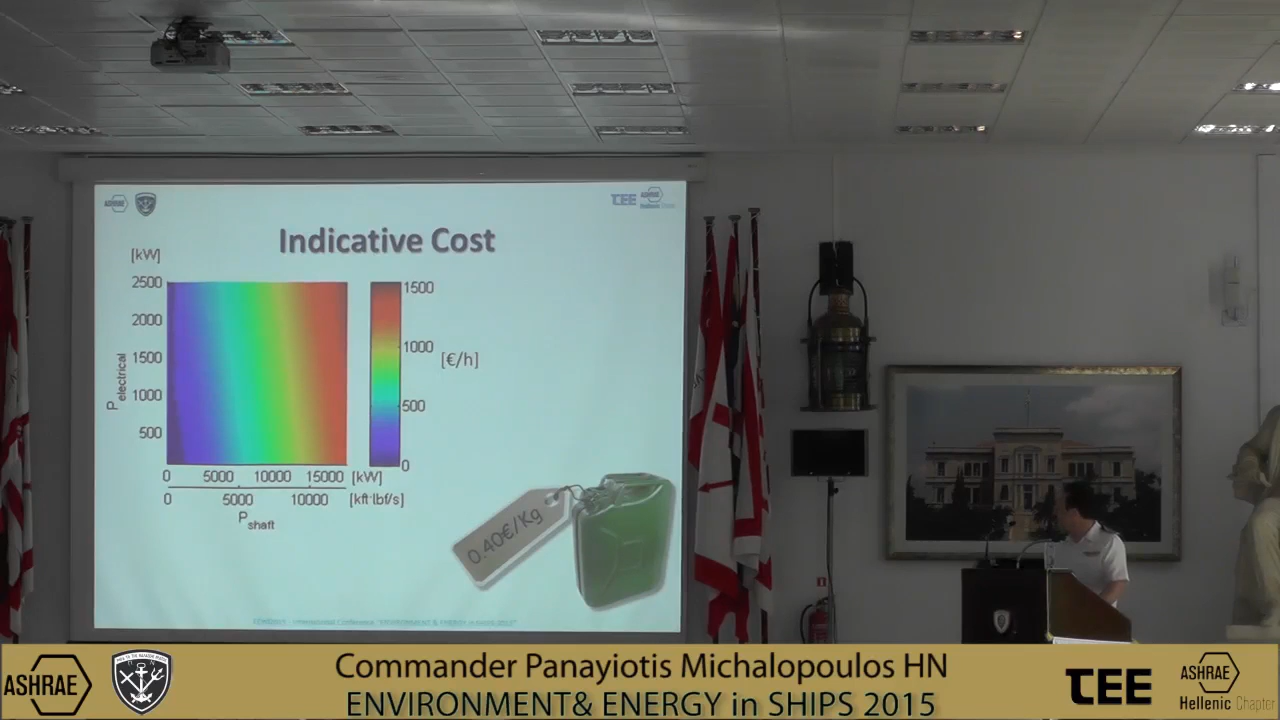 ASHRAE
TEE
ASHRAE
Indicative Cost
[kW]
2500
2000
1500
1000
500
P electrical
0 5000 10000 15000 [kW]
0 5000 10000 [kft·lbf/s]
P shaft
1500
1000
500
0
[€/h]
0.40€/Kg
ASHRAE
Commander Panayiotis Michalopoulos HN
ENVIRONMENT& ENERGY in SHIPS 2015
TEE
ASHRAE
Hellenic Chapter